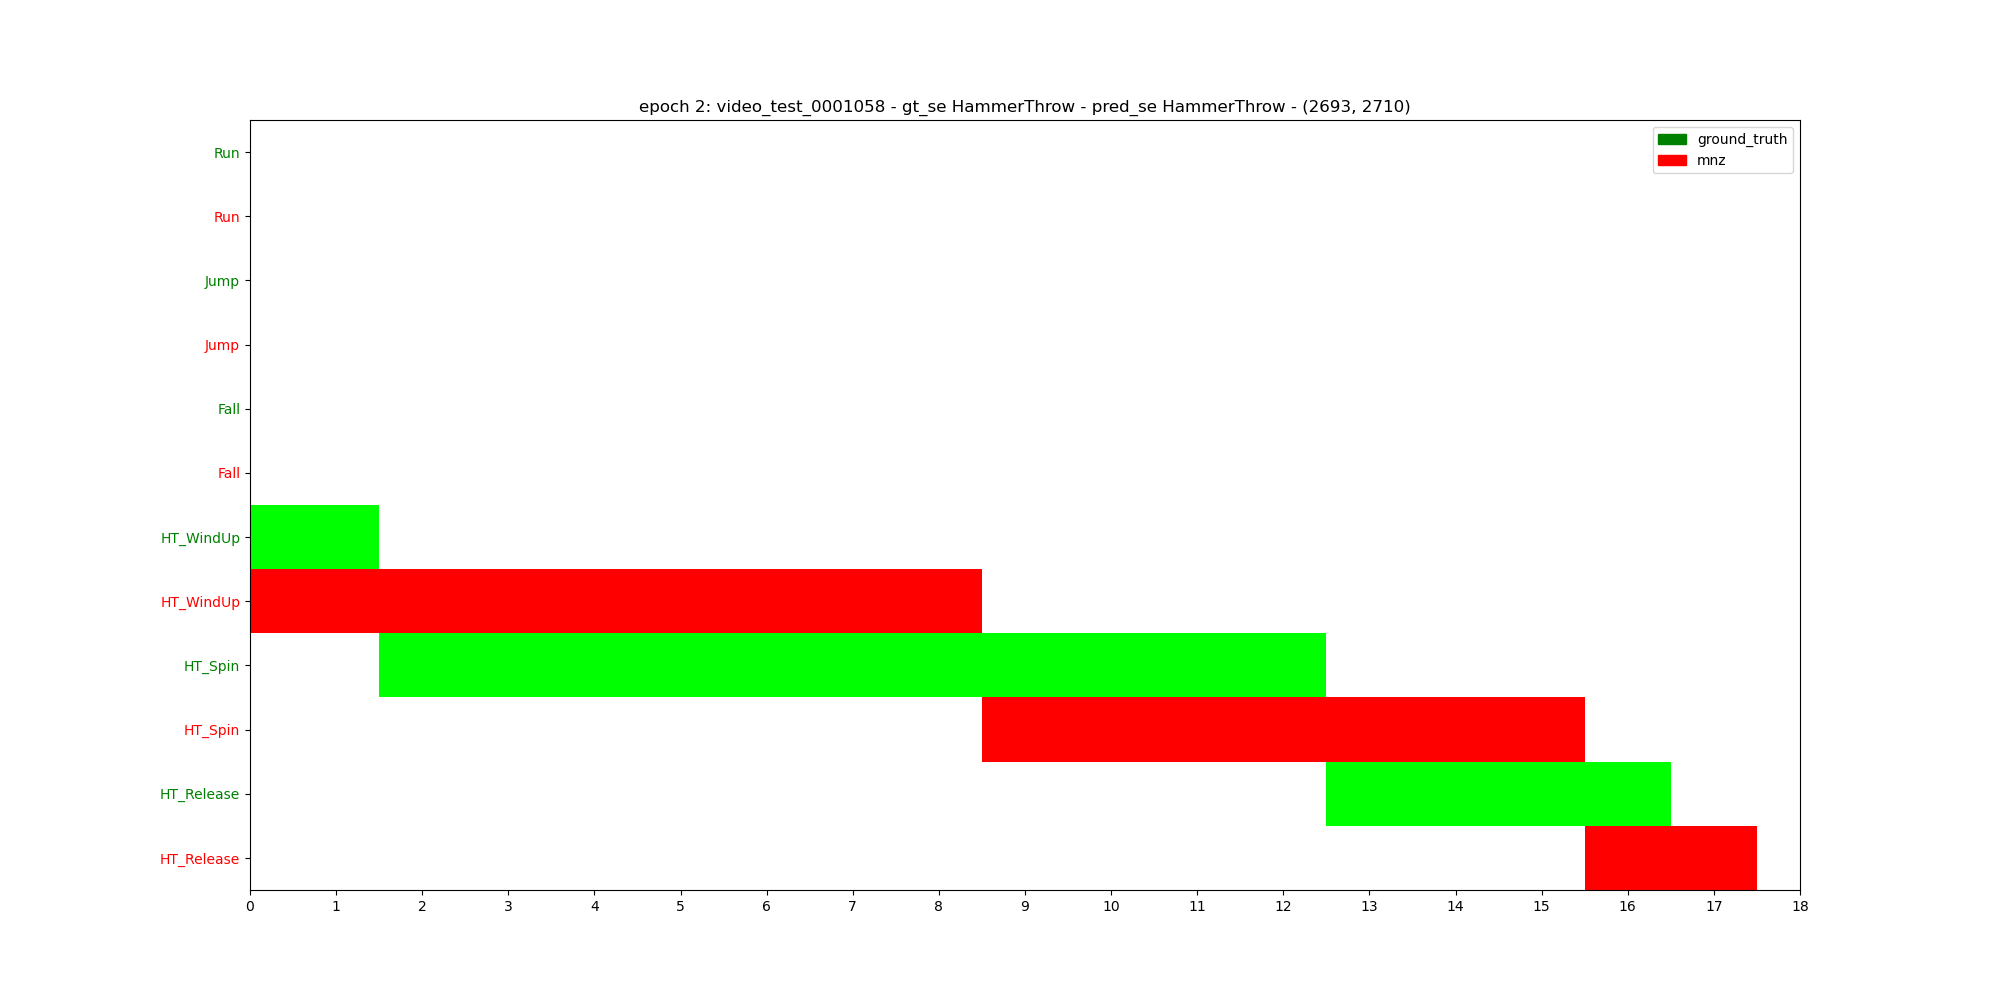 epoch 2: video_test_0001058 - gt_se HammerThrow - pred_se HammerThrow - (2693, 2710)
ground_truth
mnz
Run
Run
Jump
Jump
Fall
Fall
HT_WindUp
HT_WindUp
HT_Spin
HT_Spin
HT_Release
HT_Release
0 1 2 3 4 5 6 7 8 9 10 11 12 13 14 15 16 17 18